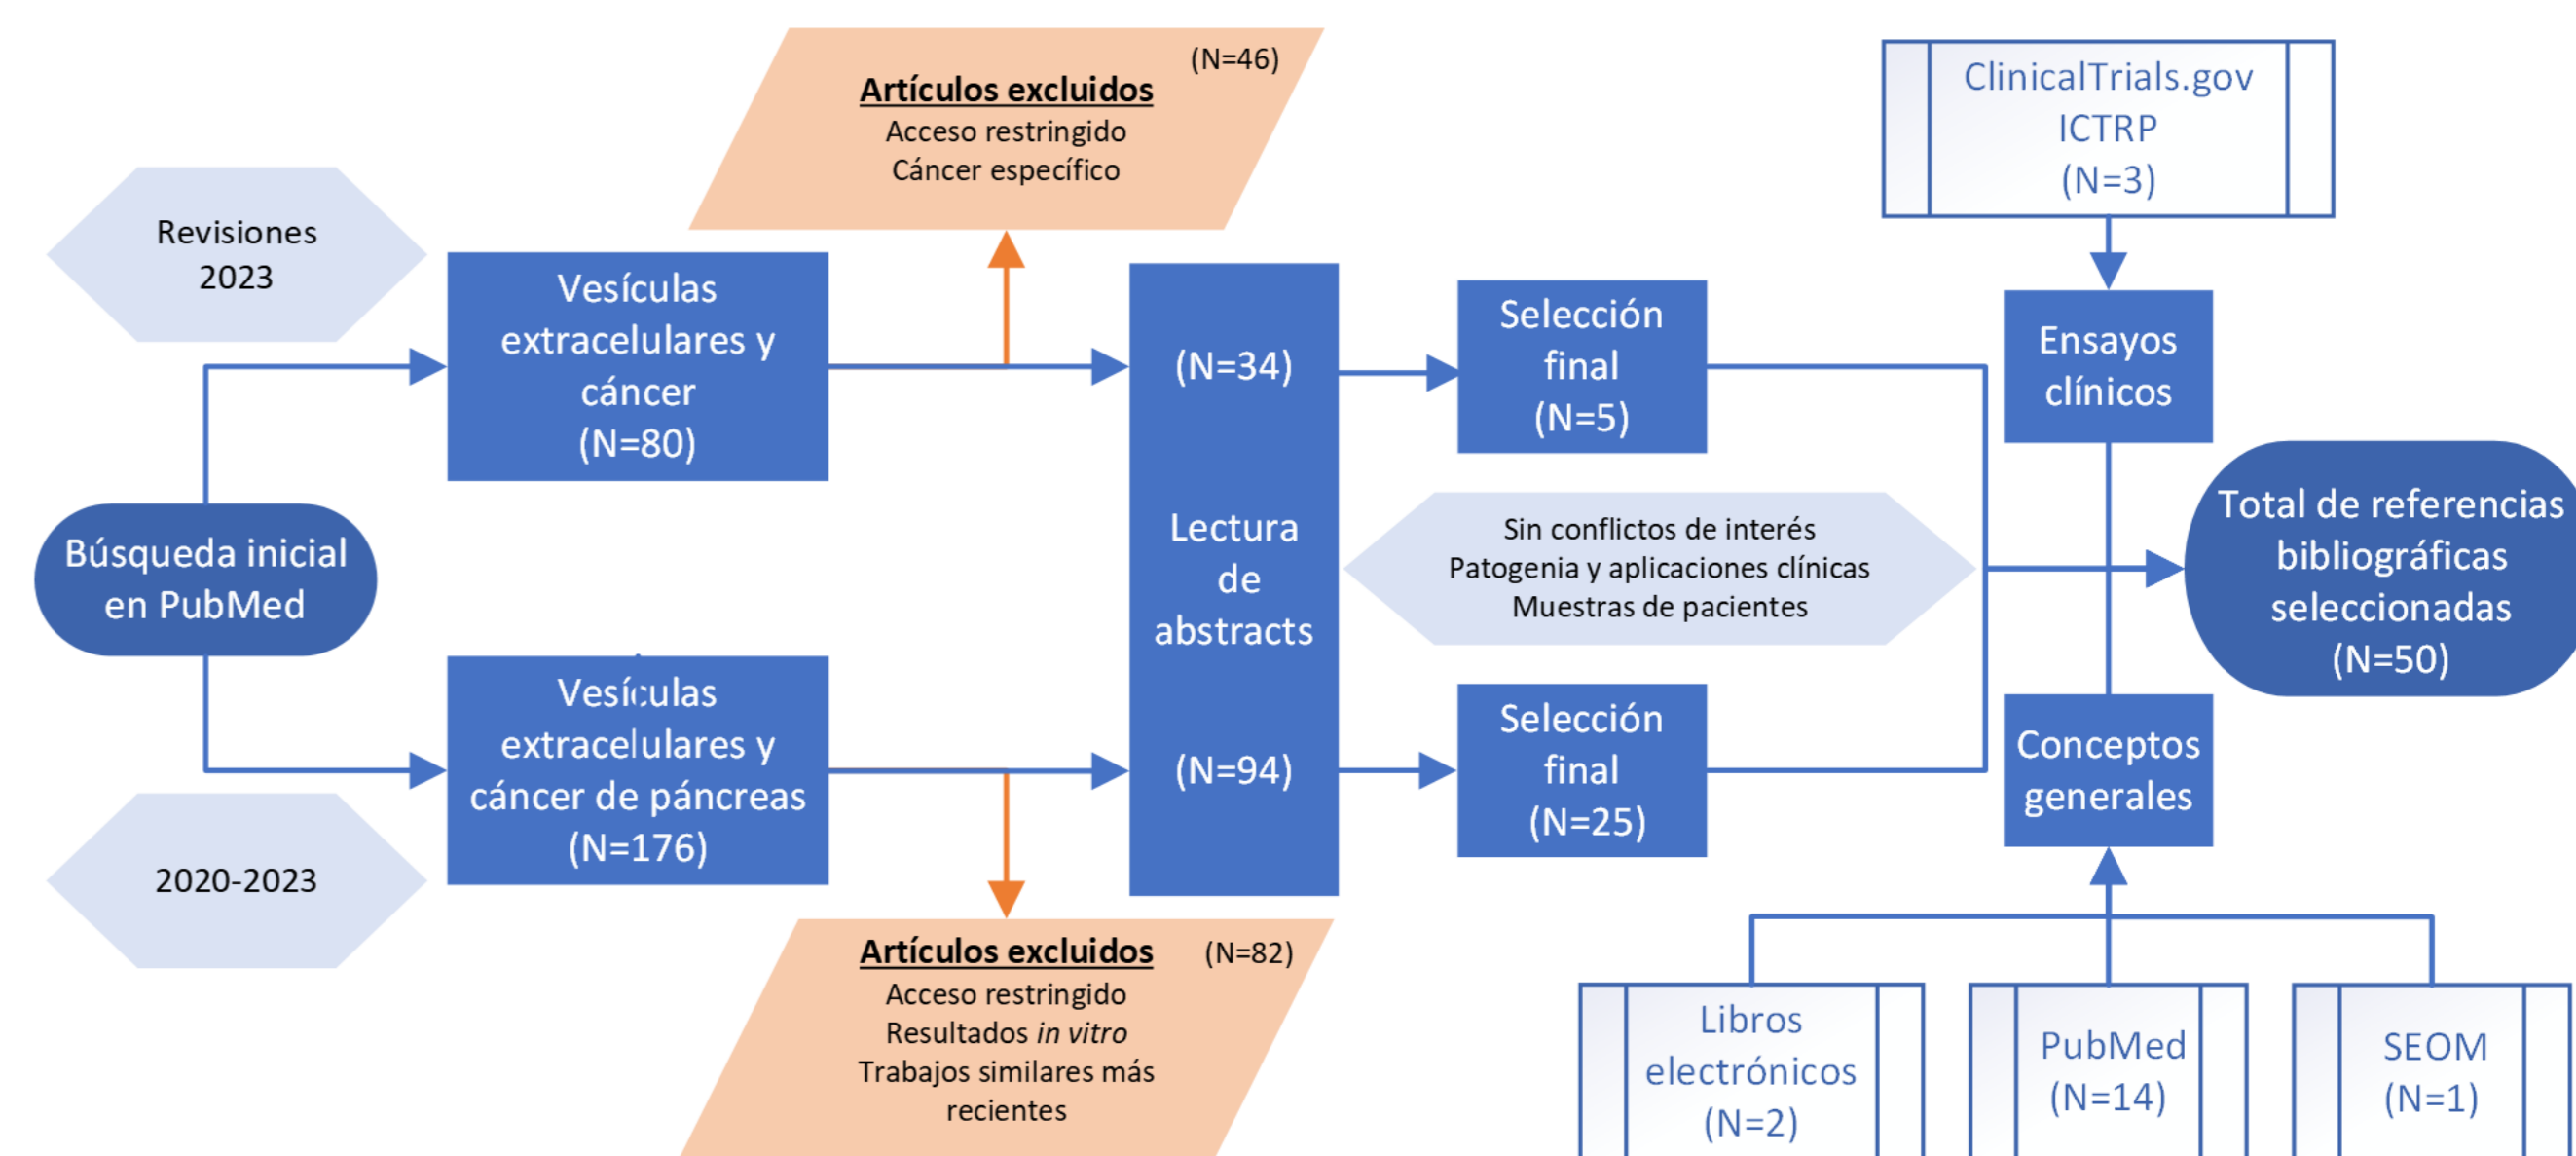 (N=46)
Artículos excluidos
Acceso restringido
Cáncer específico
ClinicalTrials.gov
ICTRP
(N=3)
Revisiones
2023
Vesículas
extracelulares y
cáncer
(N=80)
(N=34)
Lectura
de
abstracts
(N=94)
Selección
final
(N=5)
Ensayos
clínicos
Búsqueda inicial
en PubMed
Sin conflictos de interés
Patogenia y aplicaciones clínicas
Muestras de pacientes
Total de referencias
bibliográficas
seleccionadas
(N=50)
Vesículas
extracelulares y
cáncer de páncreas
(N=176)
Selección
final
(N=25)
Conceptos
generales
2020-2023
Artículos excluidos (N=82)
Acceso restringido
Resultados in vitro
Trabajos similares más
recientes
Libros
electrónicos
(N=2)
PubMed
(N=14)
SEOM
(N=1)